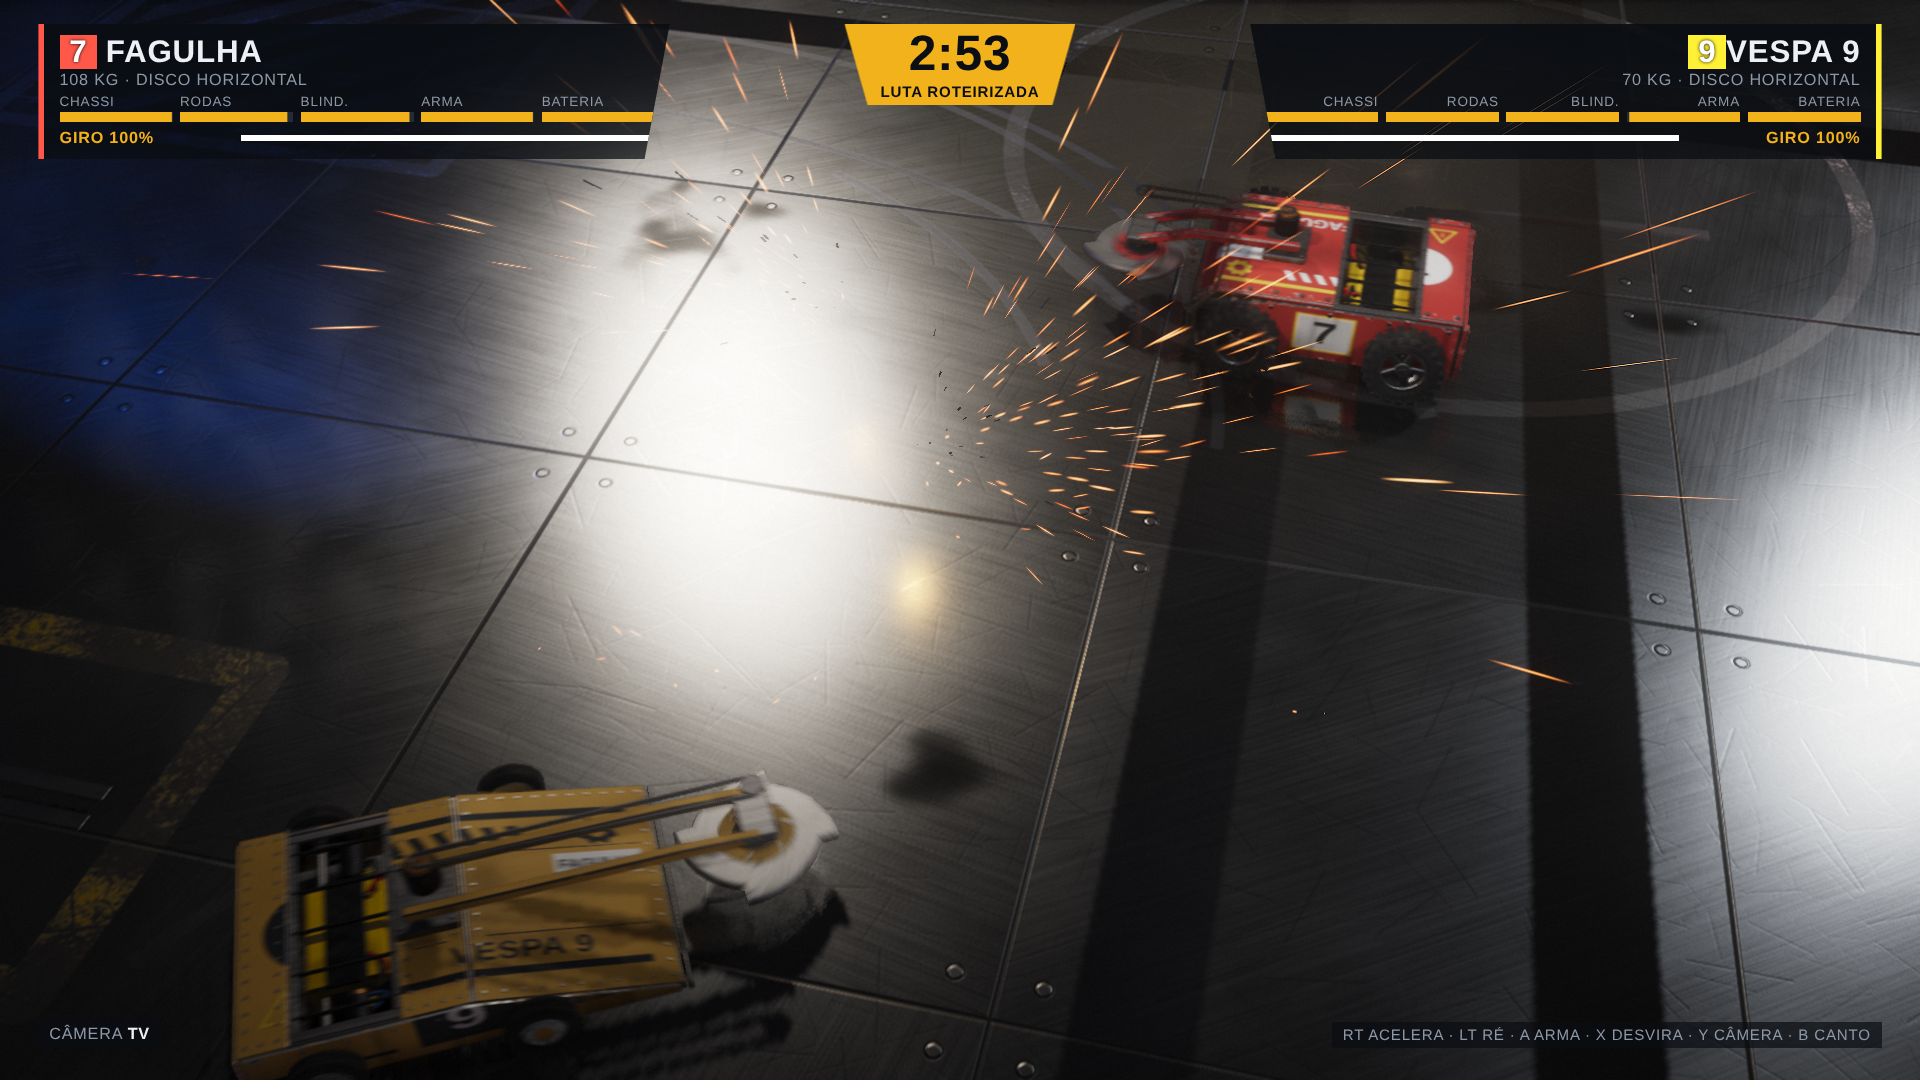 7 FAGULHA
108 KG · DISCO HORIZONTAL
CHASSI RODAS BLIND. ARMA BATERIA
GIRO 100%
2:53
LUTA ROTEIRIZADA
9 VESPA 9
70 KG · DISCO HORIZONTAL
CHASSI RODAS BLIND. ARMA BATERIA
GIRO 100%
7
VESPA 9
9
CÂMERA TV
RT ACELERA · LT RÉ · A ARMA · X DESVIRA · Y CÂMERA · B CANTO